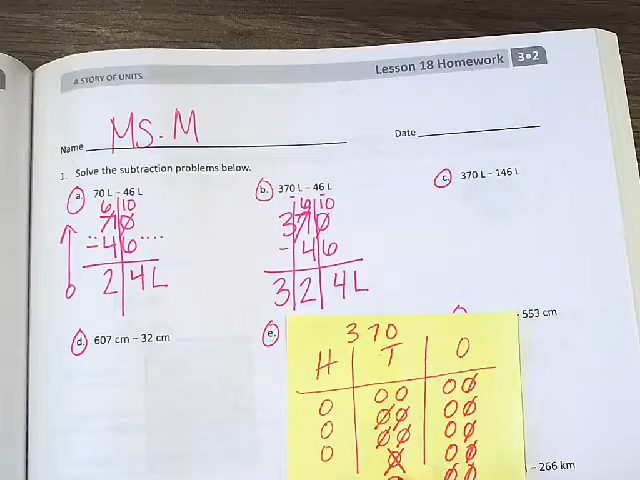 A STORY OF UNITS
Lesson 18 Homework 3•2
Name MS. M
Date
1. Solve the subtraction problems below.
a. 70 L – 46 L
b. 370 L – 46 L
c. 370 L – 146 L
6 10
7 0
– 4 6
2 4 L
6 10
3 7 0
– 4 6
3 2 4 L
d. 607 cm – 32 cm
e.
– 553 cm
370
H T O
– 266 km